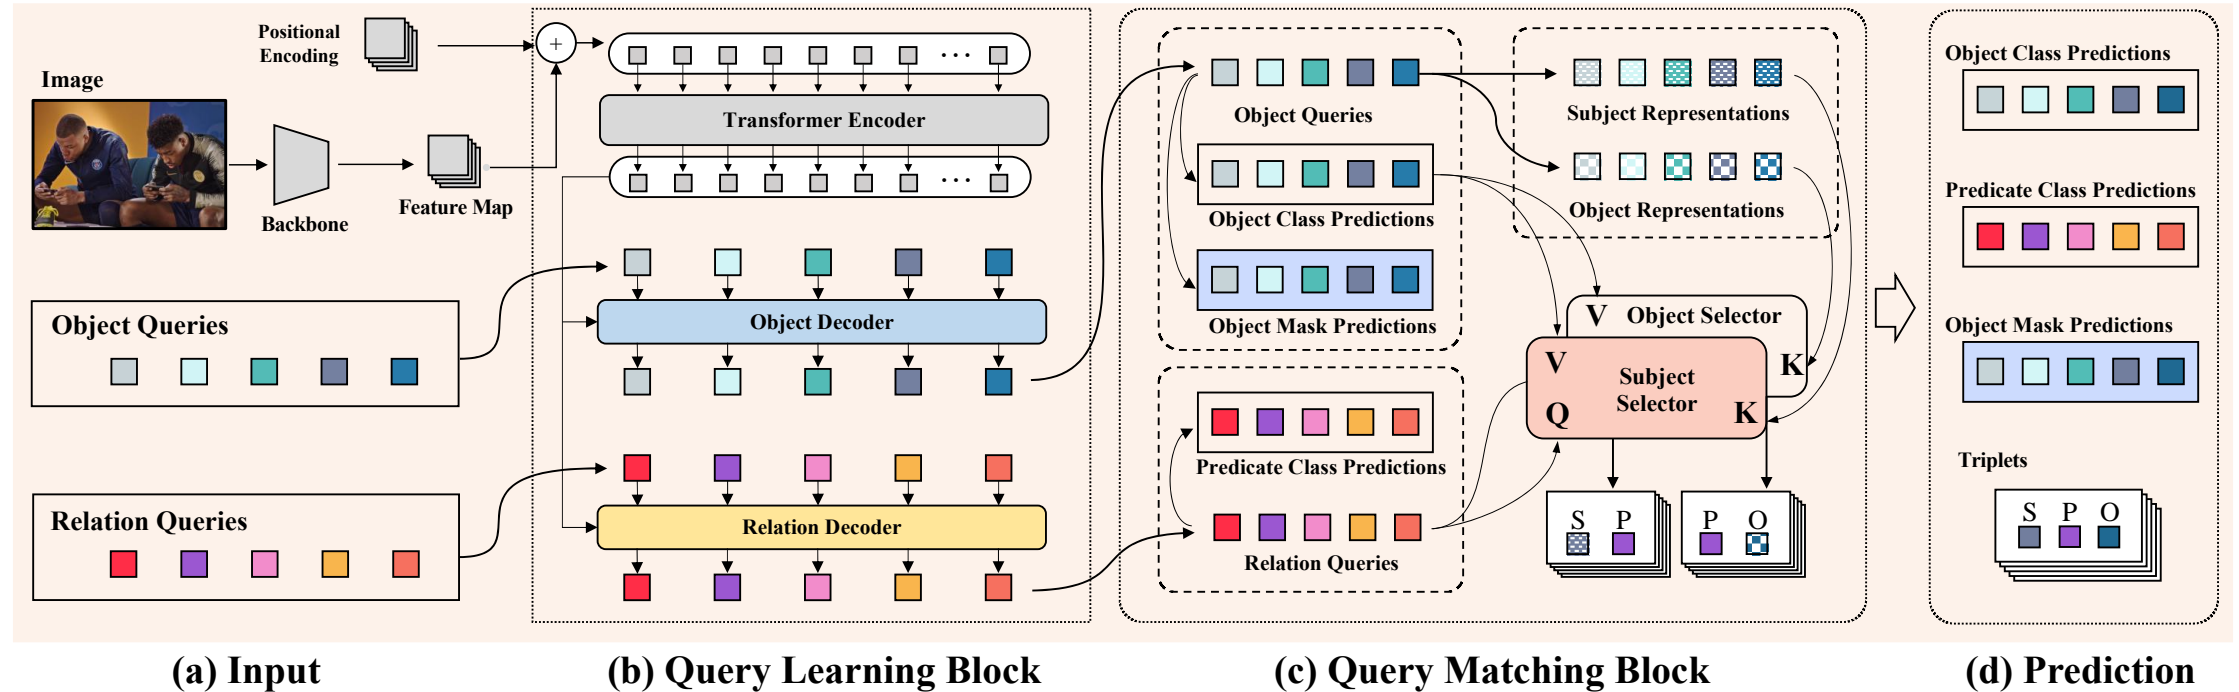 Positional
Encoding
+
Image
Backbone
Feature Map
Object Queries
Relation Queries
...
Transformer Encoder
...
Object Decoder
Relation Decoder
Object Queries
Object Class Predictions
Object Mask Predictions
Predicate Class Predictions
Relation Queries
Subject Representations
Object Representations
V Object Selector
K
V
Subject
Selector
Q
K
S P
P O
Object Class Predictions
Predicate Class Predictions
Object Mask Predictions
Triplets
S P O
(a) Input
(b) Query Learning Block
(c) Query Matching Block
(d) Prediction